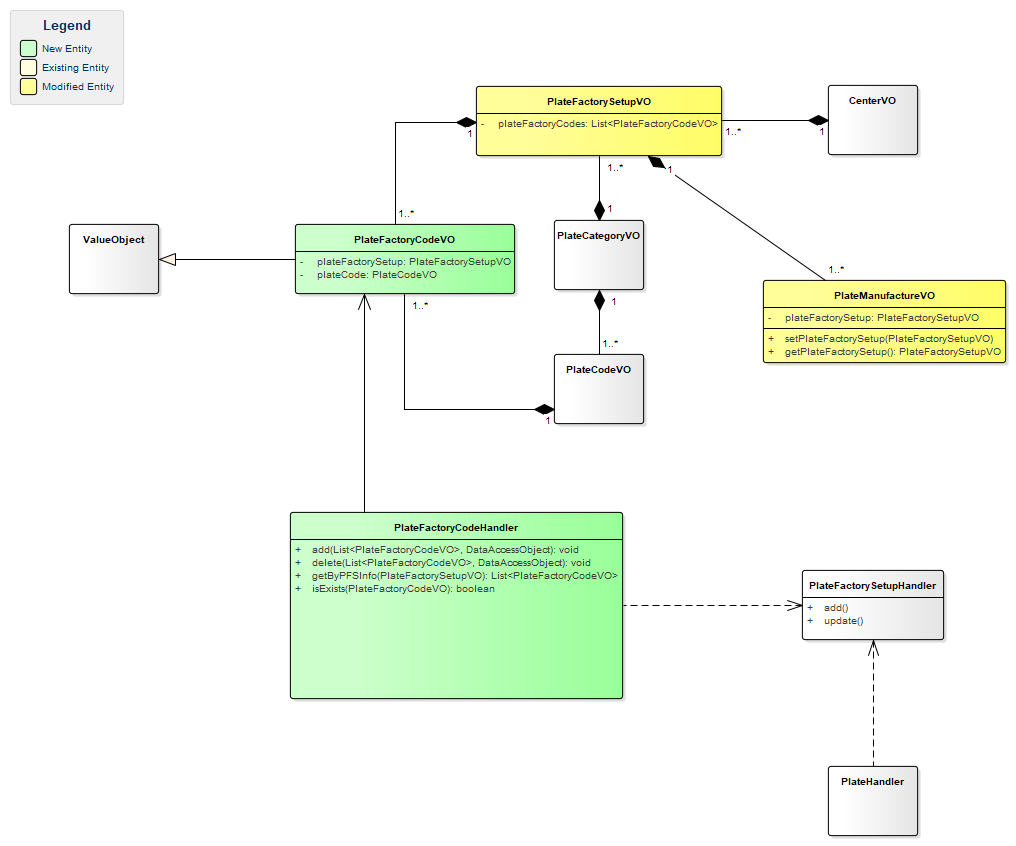 Legend
New Entity
Existing Entity
Modified Entity
PlateFactorySetupVO
- plateFactoryCodes: List<PlateFactoryCodeVO>
CenterVO
1
1..*
1
1..*
1
1..*
1
ValueObject
PlateFactoryCodeVO
- plateFactorySetup: PlateFactorySetupVO
- plateCode: PlateCodeVO
PlateCategoryVO
1..*
PlateManufactureVO
- plateFactorySetup: PlateFactorySetupVO
+ setPlateFactorySetup(PlateFactorySetupVO)
+ getPlateFactorySetup(): PlateFactorySetupVO
1..*
1
1..*
PlateCodeVO
1
PlateFactoryCodeHandler
+ add(List<PlateFactoryCodeVO>, DataAccessObject): void
+ delete(List<PlateFactoryCodeVO>, DataAccessObject): void
+ getByPFSInfo(PlateFactorySetupVO): List<PlateFactoryCodeVO>
+ isExists(PlateFactoryCodeVO): boolean
PlateFactorySetupHandler
+ add()
+ update()
PlateHandler